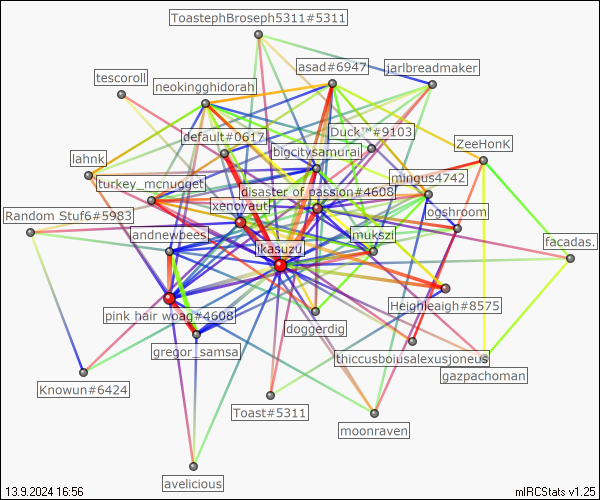 ToastephBroseph5311#5311
asad#6947
jarlbreadmaker
tescoroll
neokingghidorah
Duck™#9103
default#0617
ZeeHonK
bigcitysamurai
lahnk
mingus4742
turkey_mcnugget
disaster of passion#4608
xenoyaut
ogshroom
Random Stuf6#5983
andnewbees
mukszi
ikasuzu
facadas.
Heighleaigh#8575
pink hair woag#4608
doggerdig
gregor_samsa
thiccusboiusalexusjoneus
gazpachoman
Knowun#6424
Toast#5311
moonraven
avelicious
13.9.2024 16:56
mIRCStats v1.25